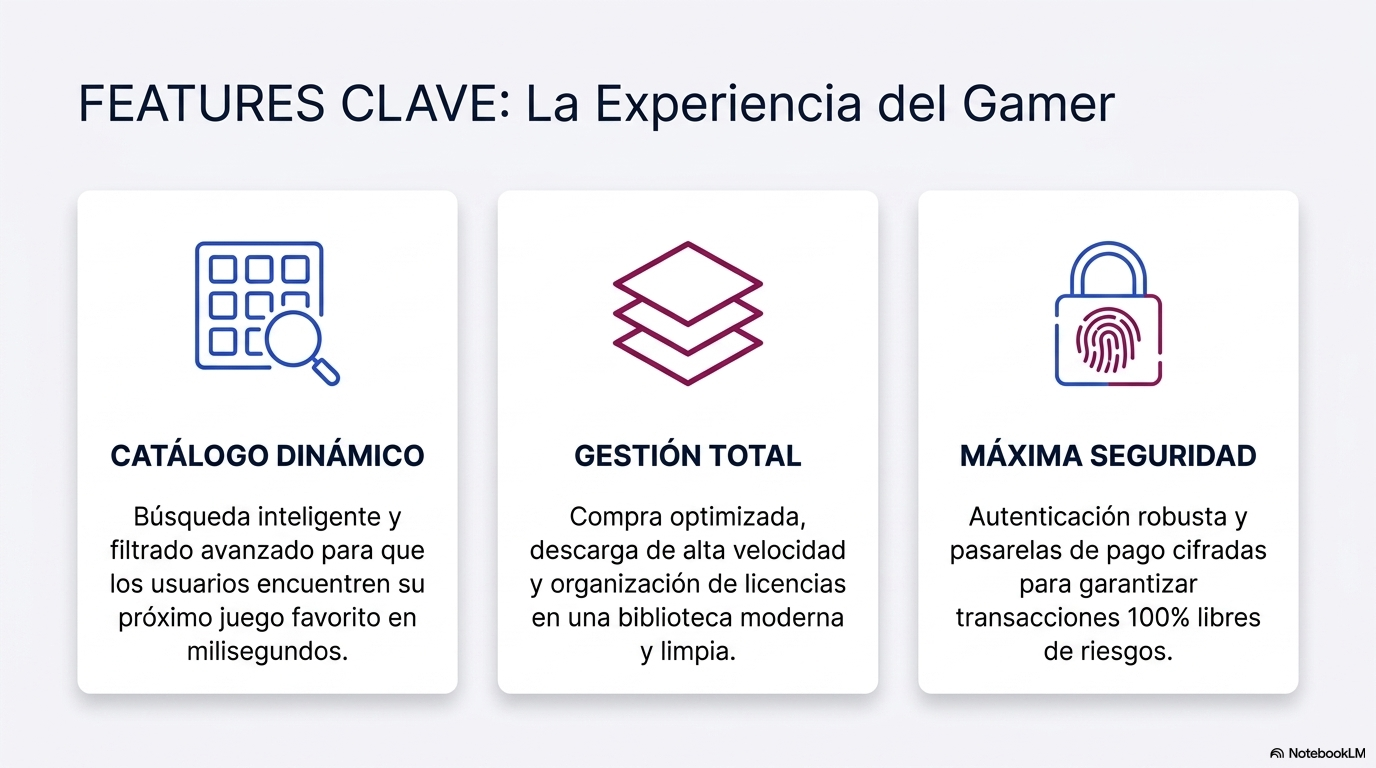 FEATURES CLAVE: La Experiencia del Gamer
CATÁLOGO DINÁMICO
Búsqueda inteligente y
filtrado avanzado para que
los usuarios encuentren su
próximo juego favorito en
milisegundos.
GESTIÓN TOTAL
Compra optimizada,
descarga de alta velocidad
y organización de licencias
en una biblioteca moderna
y limpia.
MÁXIMA SEGURIDAD
Autenticación robusta y
pasarelas de pago cifradas
para garantizar
transacciones 100% libres
de riesgos.
NotebookLM